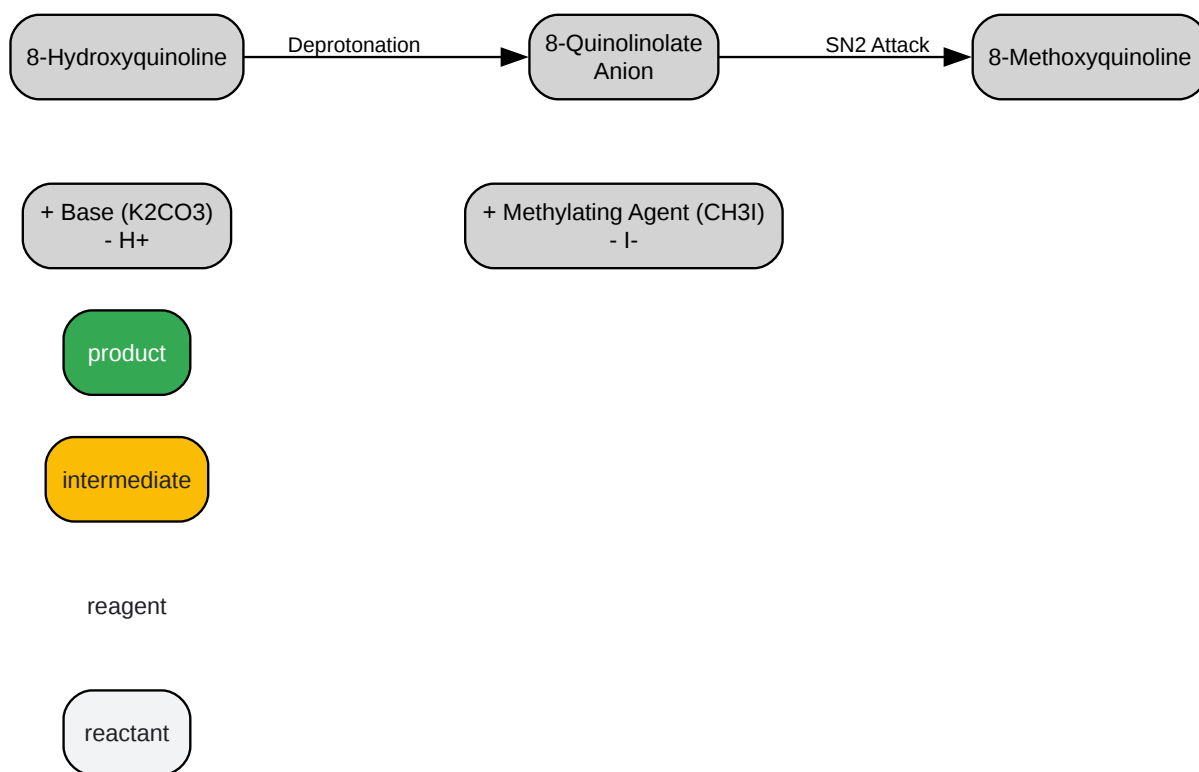 8-Hydroxyquinoline
Deprotonation
8-Quinolinolate
Anion
SN2 Attack
8-Methoxyquinoline
+ Base (K2CO3)
- H+
+ Methylating Agent (CH3I)
- I-
product
intermediate
reagent
reactant